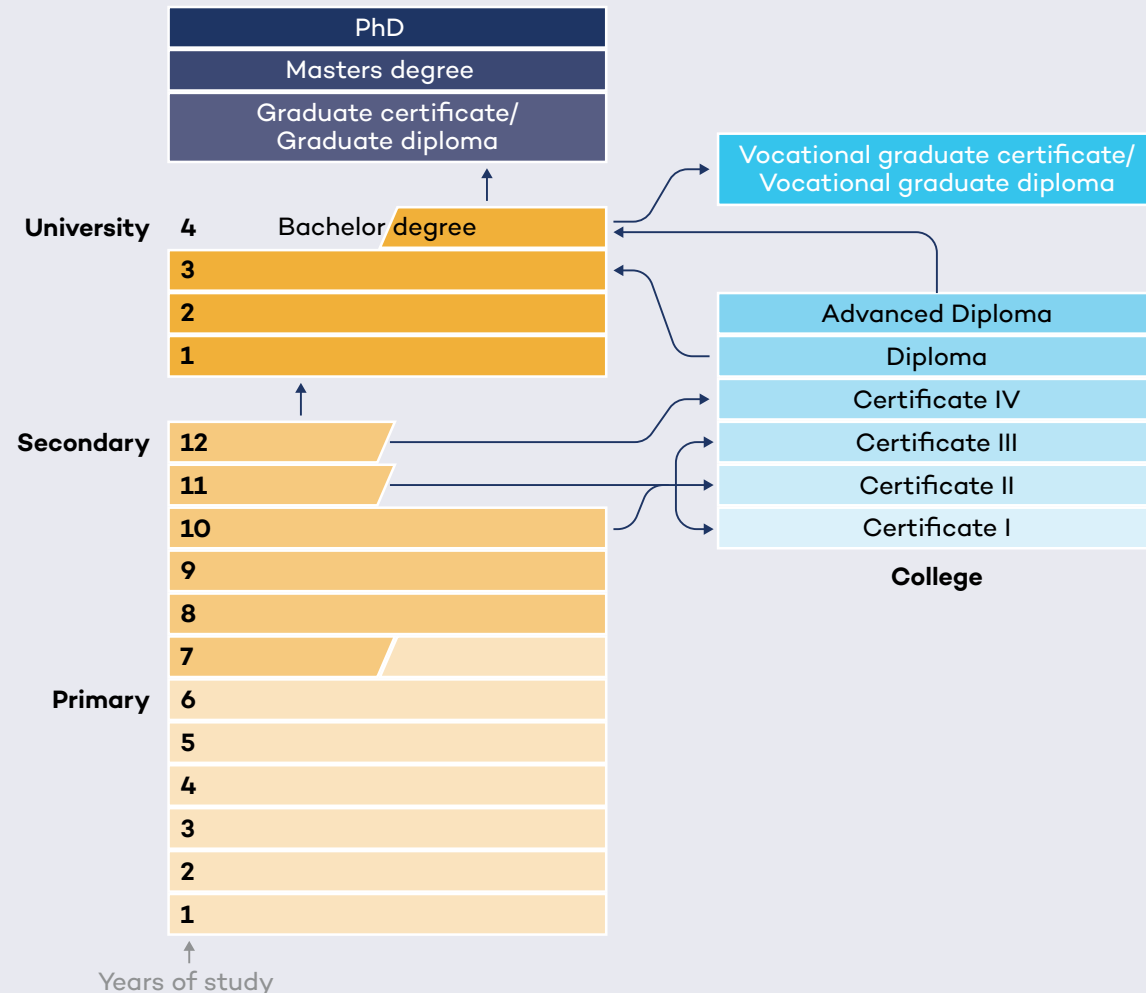 PhD
Masters degree
Graduate certificate/
Graduate diploma
Vocational graduate certificate/
Vocational graduate diploma
University 4 Bachelor degree
3
2
1
Advanced Diploma
Diploma
Certificate IV
Certificate III
Certificate II
Certificate I
College
Secondary 12
11
10
9
8
7
Primary 6
5
4
3
2
1
Years of study